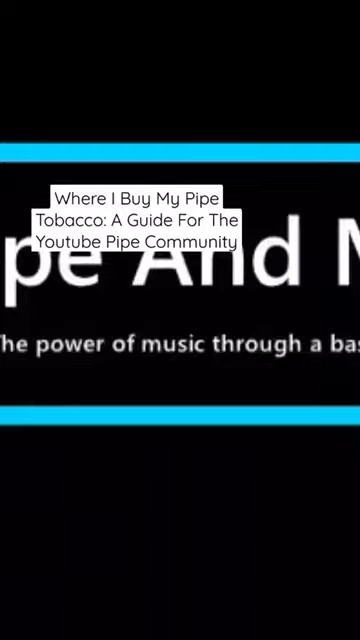 Where I Buy My Pipe
Tobacco: A Guide For The
Youtube Pipe Community
pe And M
he power of music through a bas